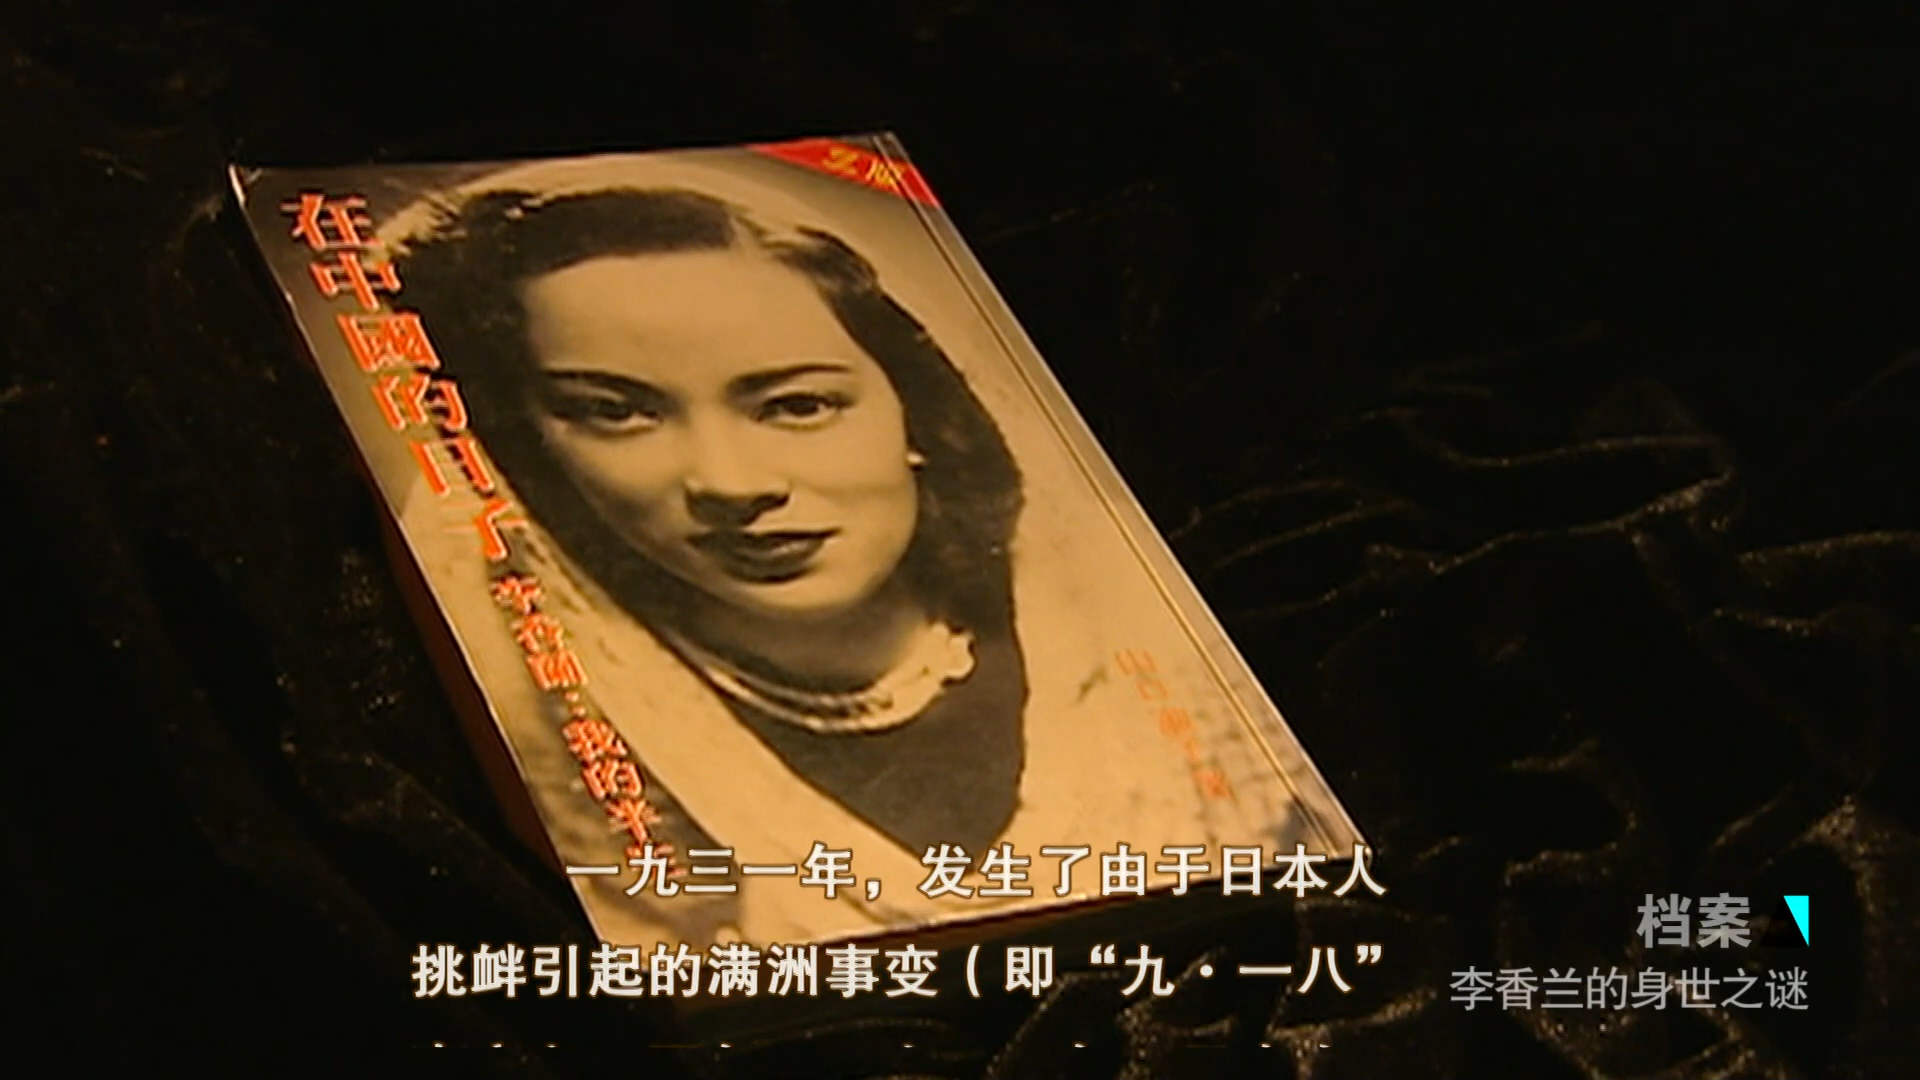 在中國的日子
李香蘭：我的半生
一九三一年，发生了由于日本人
挑衅引起的满洲事变（即“九·一八”
档案
李香兰的身世之谜